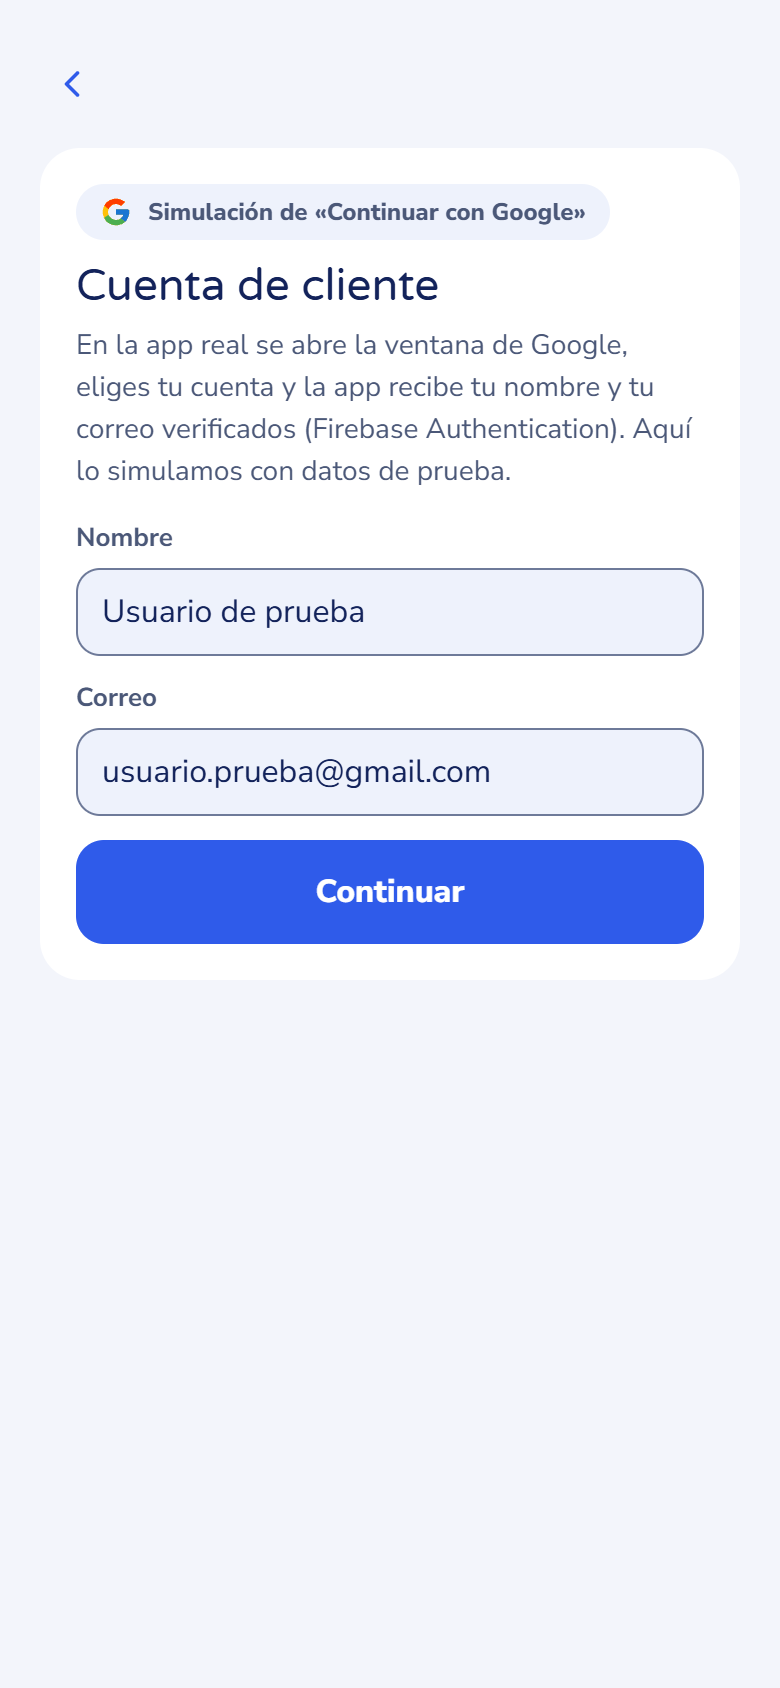 Simulación de «Continuar con Google»
Cuenta de cliente
En la app real se abre la ventana de Google,
eliges tu cuenta y la app recibe tu nombre y tu
correo verificados (Firebase Authentication). Aquí
lo simulamos con datos de prueba.
Nombre
Usuario de prueba
Correo
usuario.prueba@gmail.com
Continuar